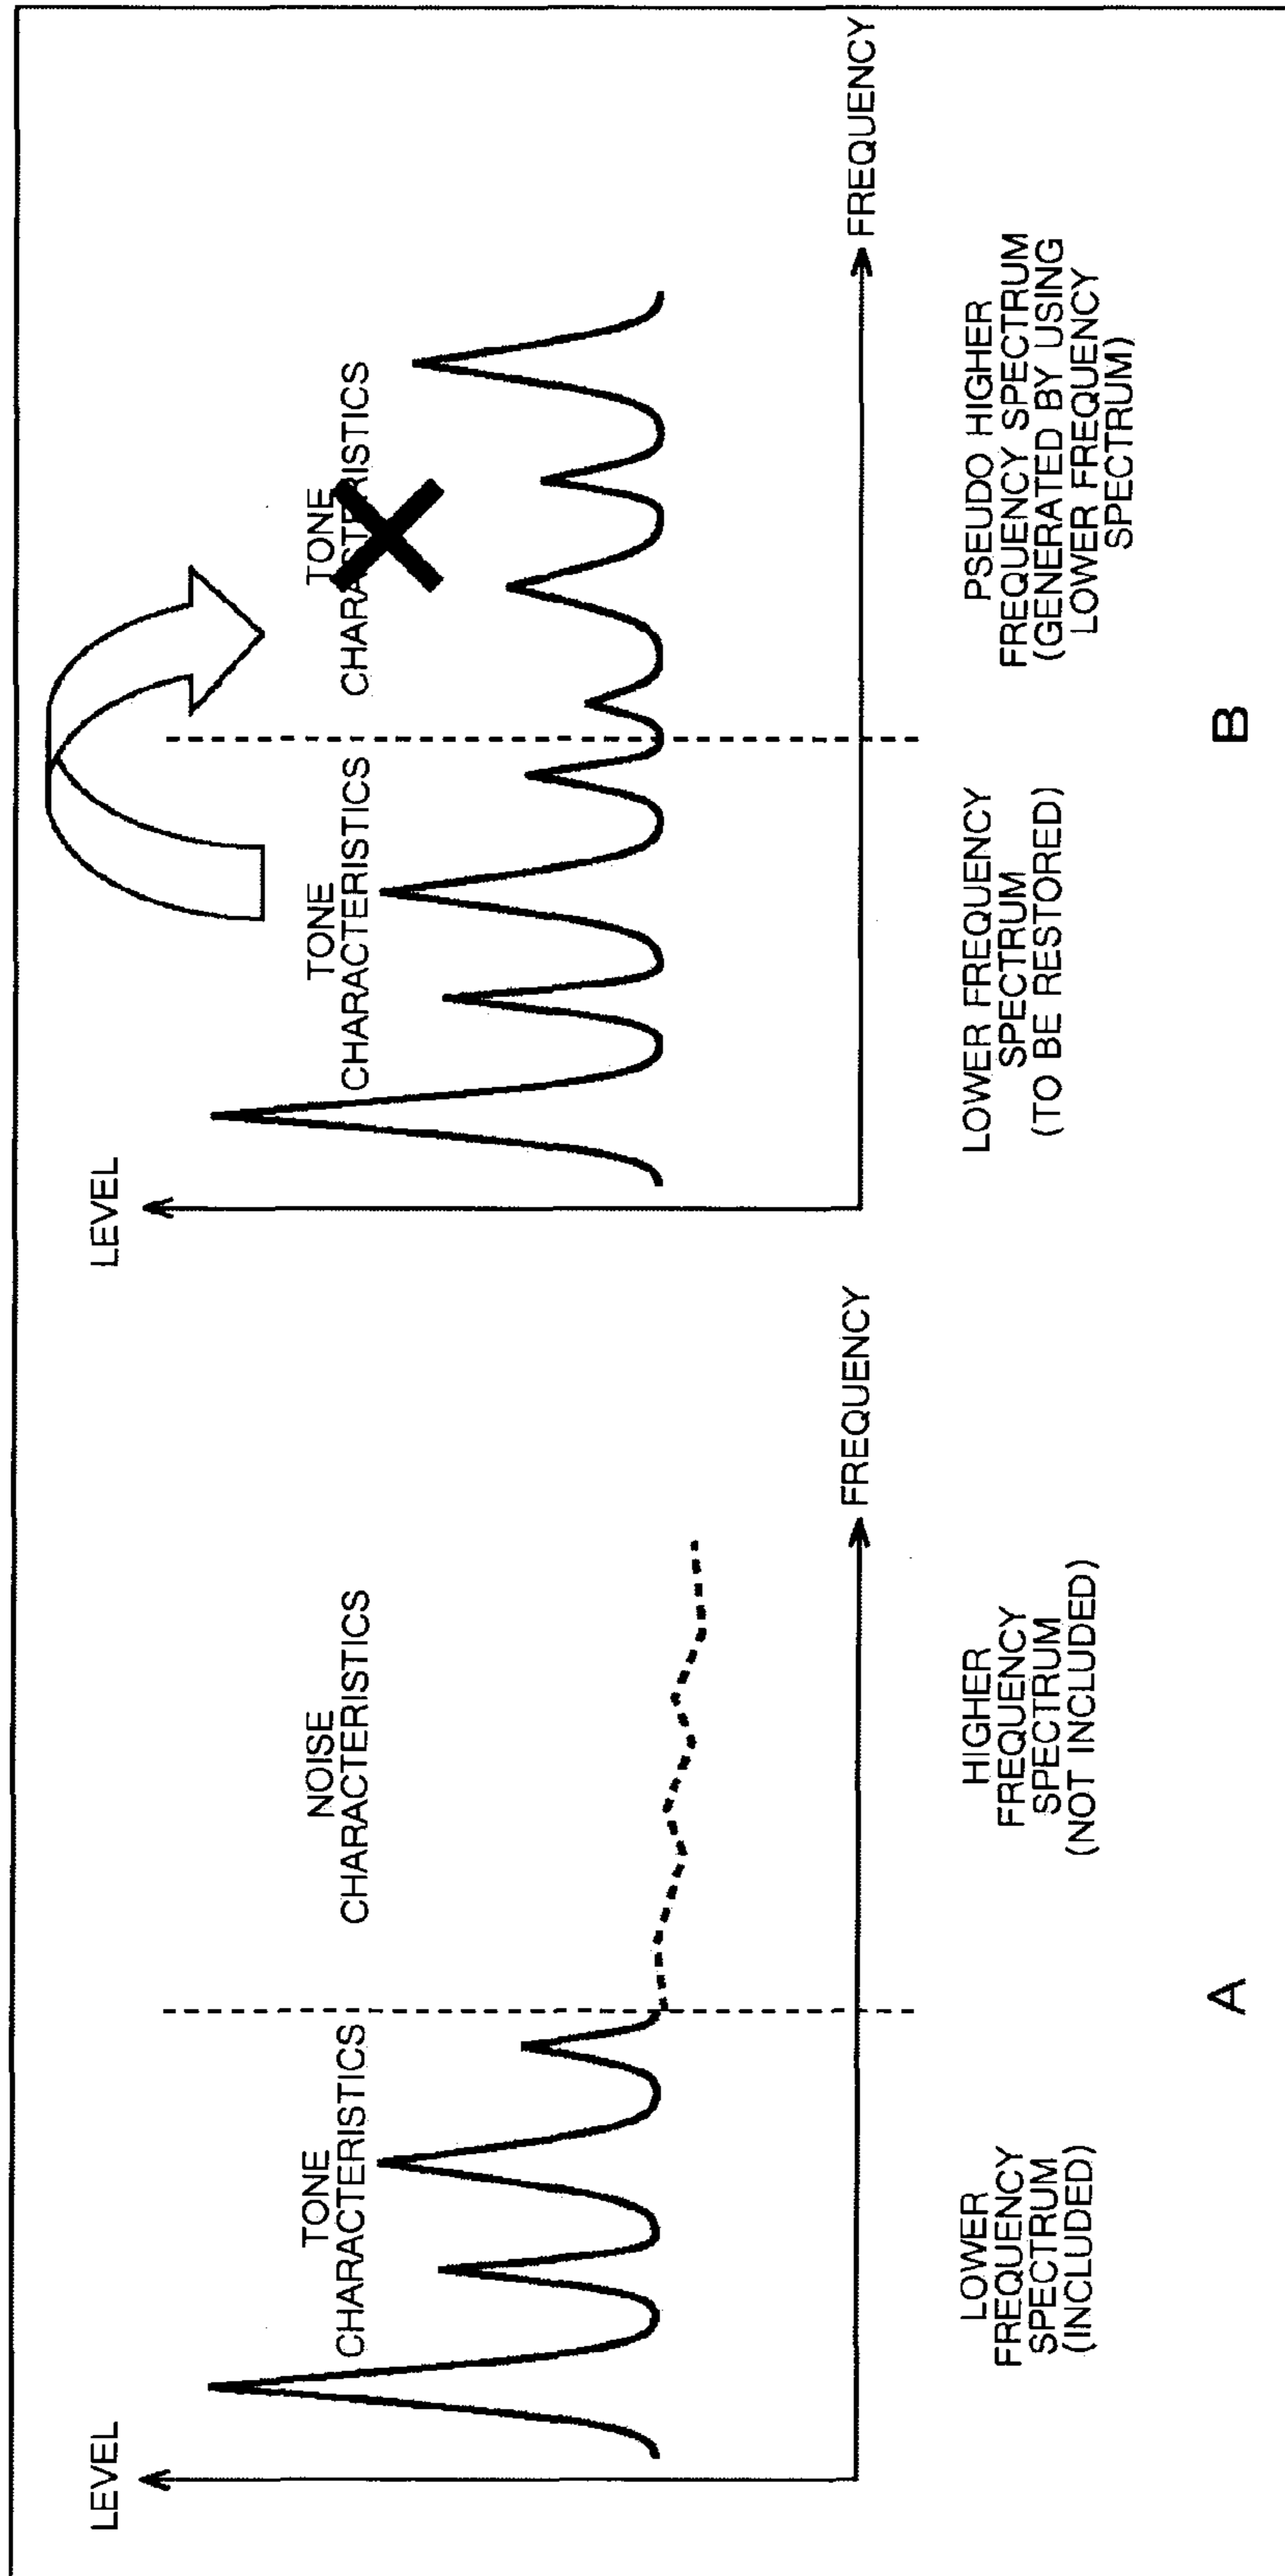 LEVEL
TONE
CHARACTERISTICS
NOISE
CHARACTERISTICS
FREQUENCY
LOWER
FREQUENCY
SPECTRUM
(INCLUDED)
HIGHER
FREQUENCY
SPECTRUM
(NOT INCLUDED)
A
LEVEL
TONE
CHARACTERISTICS
TONE
CHARACTERISTICS
FREQUENCY
LOWER FREQUENCY
SPECTRUM
(TO BE RESTORED)
PSEUDO HIGHER
FREQUENCY SPECTRUM
(GENERATED BY USING
LOWER FREQUENCY
SPECTRUM)
B